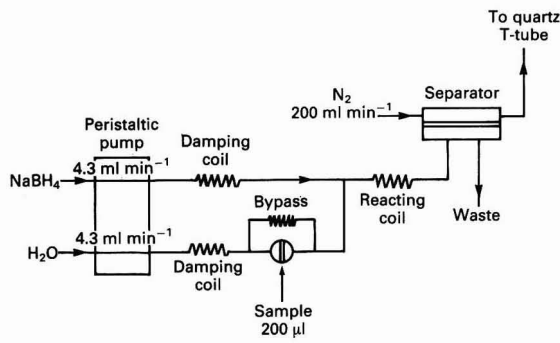 To quartz
T-tube
N₂
200 ml min⁻¹
Separator
Peristaltic
pump
Damping
coil
4.3 ml min⁻¹
NaBH₄
Reacting
coil
Waste
Bypass
4.3 ml min⁻¹
H₂O
Damping
coil
Sample
200 µl